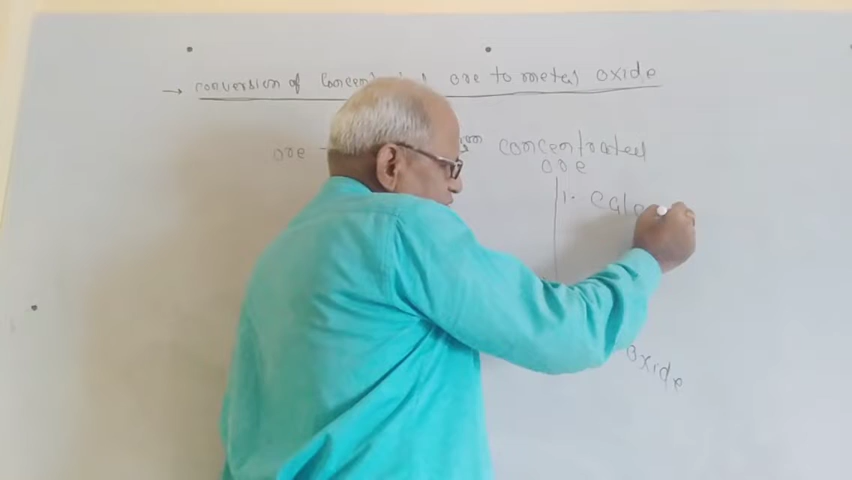 → conversion of ore to metal oxide
ore concentrated
ore
1. calc
oxide